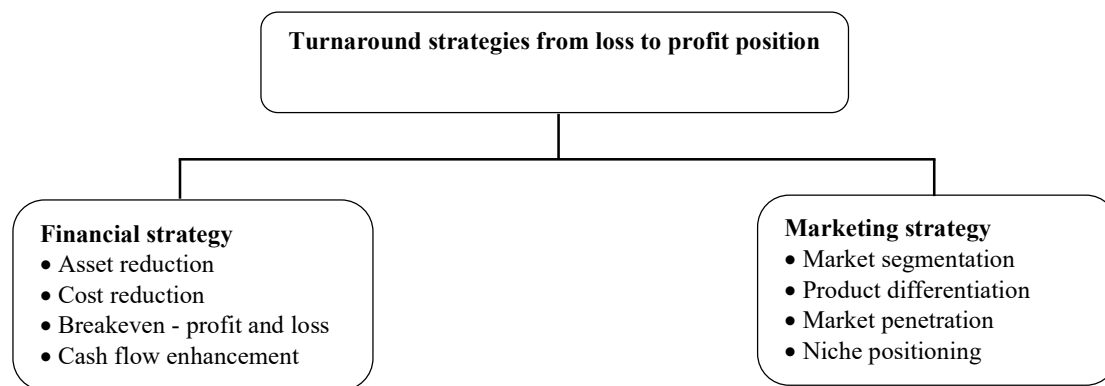 Turnaround strategies from loss to profit position
Financial strategy
• Asset reduction
• Cost reduction
• Breakeven - profit and loss
• Cash flow enhancement
Marketing strategy
• Market segmentation
• Product differentiation
• Market penetration
• Niche positioning